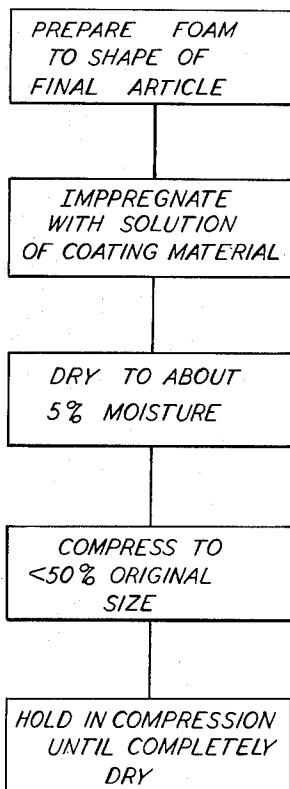 PREPARE FOAM
TO SHAPE OF
FINAL ARTICLE
IMPPREGNATE
WITH SOLUTION
OF COATING MATERIAL
DRY TO ABOUT
5% MOISTURE
COMPRESS TO
<50% ORIGINAL
SIZE
HOLD IN COMPRESSION
UNTIL COMPLETELY
DRY